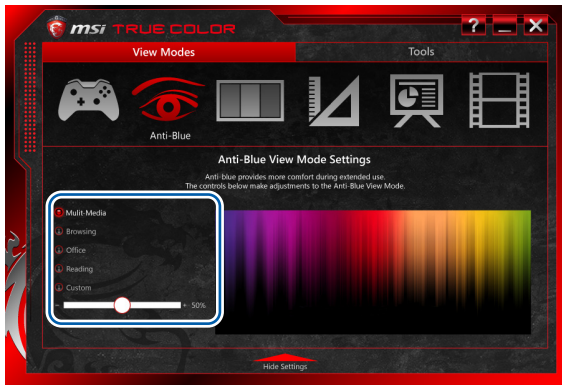 msi TRUE COLOR
? _ X
View Modes Tools
Anti-Blue
Anti-Blue View Mode Settings
Anti-blue provides more comfort during extended use.
The controls below make adjustments to the Anti-Blue View Mode.
Mulit-Media
Browsing
Office
Reading
Custom
- + 50%
Hide Settings